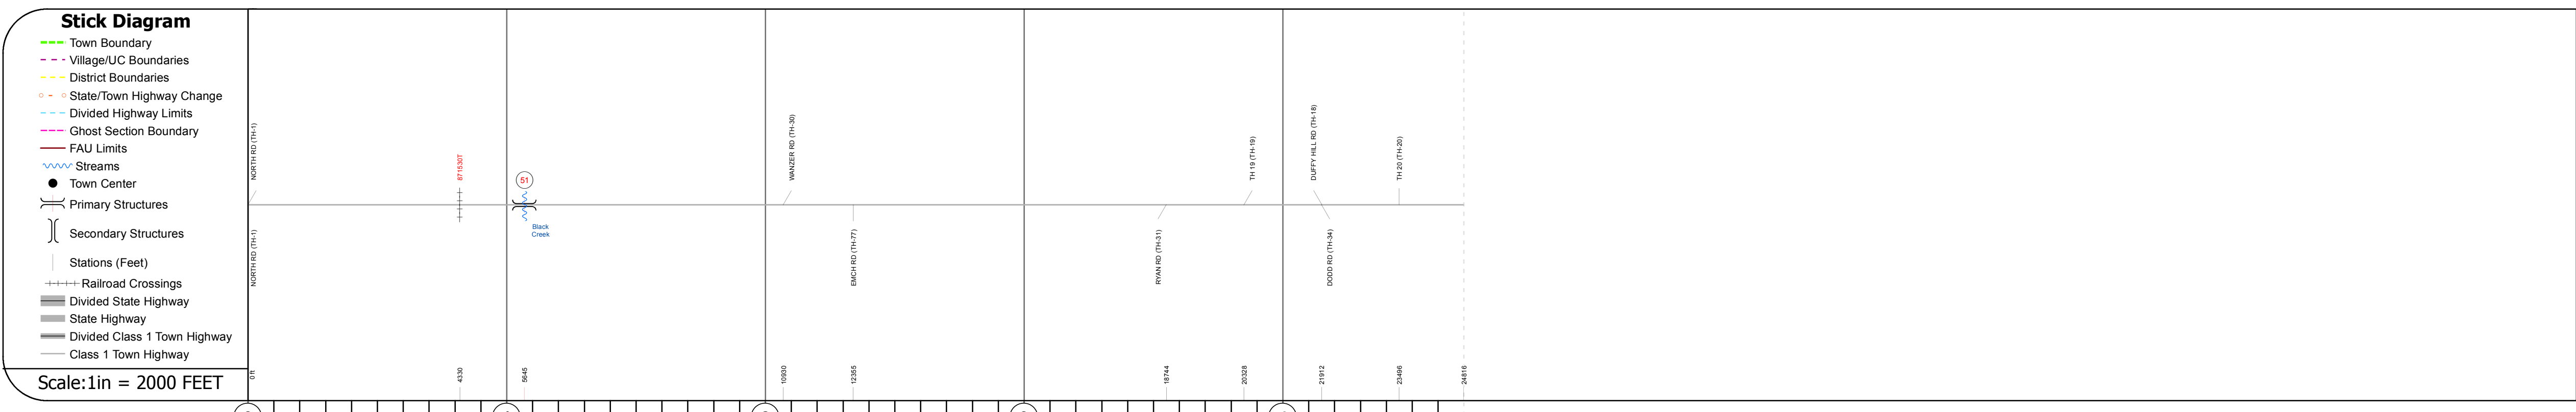 Stick Diagram
Town Boundary
Village/UC Boundaries
District Boundaries
State/Town Highway Change
Divided Highway Limits
Ghost Section Boundary
FAU Limits
Streams
Town Center
Primary Structures
Secondary Structures
Stations (Feet)
Railroad Crossings
Divided State Highway
State Highway
Divided Class 1 Town Highway
Class 1 Town Highway
Scale:1in = 2000 FEET
NORTH RD (TH-1)
NORTH RD (TH-1)
871530T
51
Black
Creek
WANZER RD (TH-30)
EMCH RD (TH-77)
RYAN RD (TH-31)
TH 19 (TH-19)
DUFFY HILL RD (TH-18)
DODD RD (TH-34)
TH 20 (TH-20)
0 ft
4330
5645
10930
12355
18744
20328
21912
23496
24816